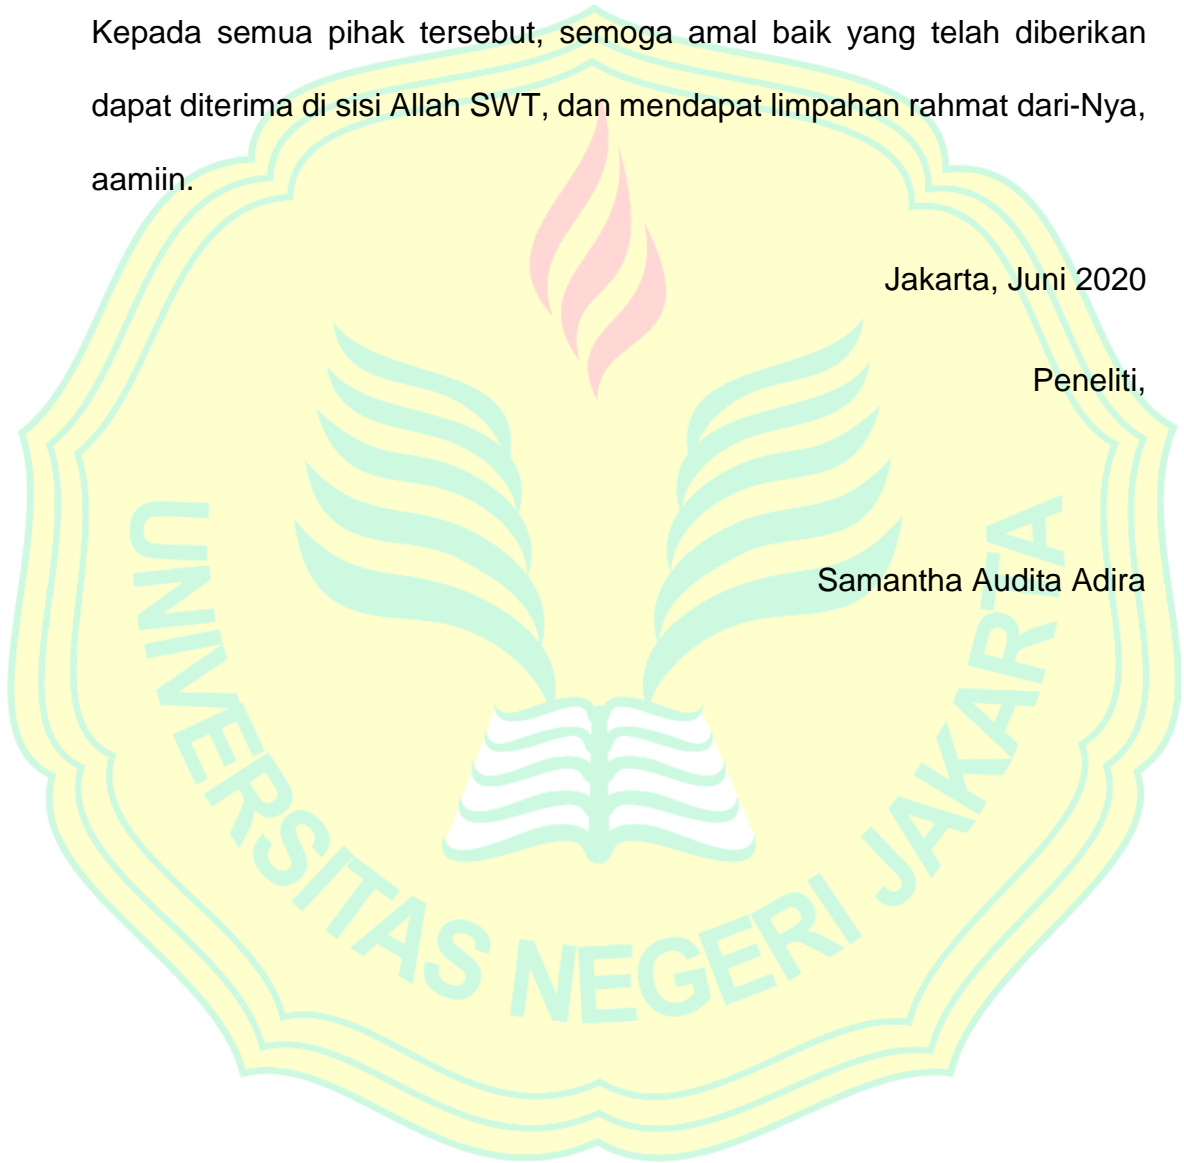 Kepada semua pihak tersebut, semoga amal baik yang telah diberikan
dapat diterima di sisi Allah SWT, dan mendapat limpahan rahmat dari-Nya,
aamiin.
Jakarta, Juni 2020
Peneliti,
Samantha Audita Adira
UNIVERSITAS NEGERI JAKARTA